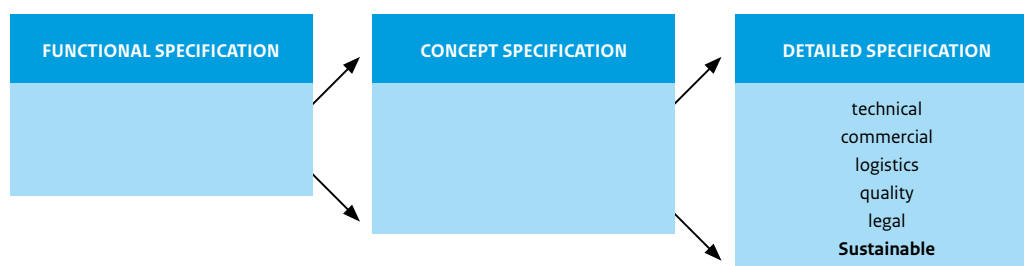 FUNCTIONAL SPECIFICATION
CONCEPT SPECIFICATION
DETAILED SPECIFICATION
technical
commercial
logistics
quality
legal
Sustainable